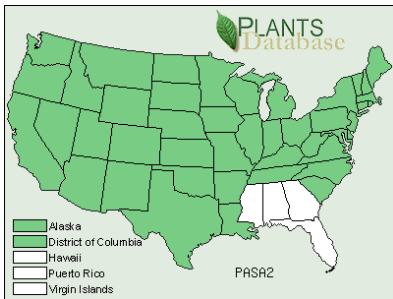 PLANTS
Database
Alaska
District of Columbia
Hawaii
Puerto Rico
Virgin Islands
PASA2